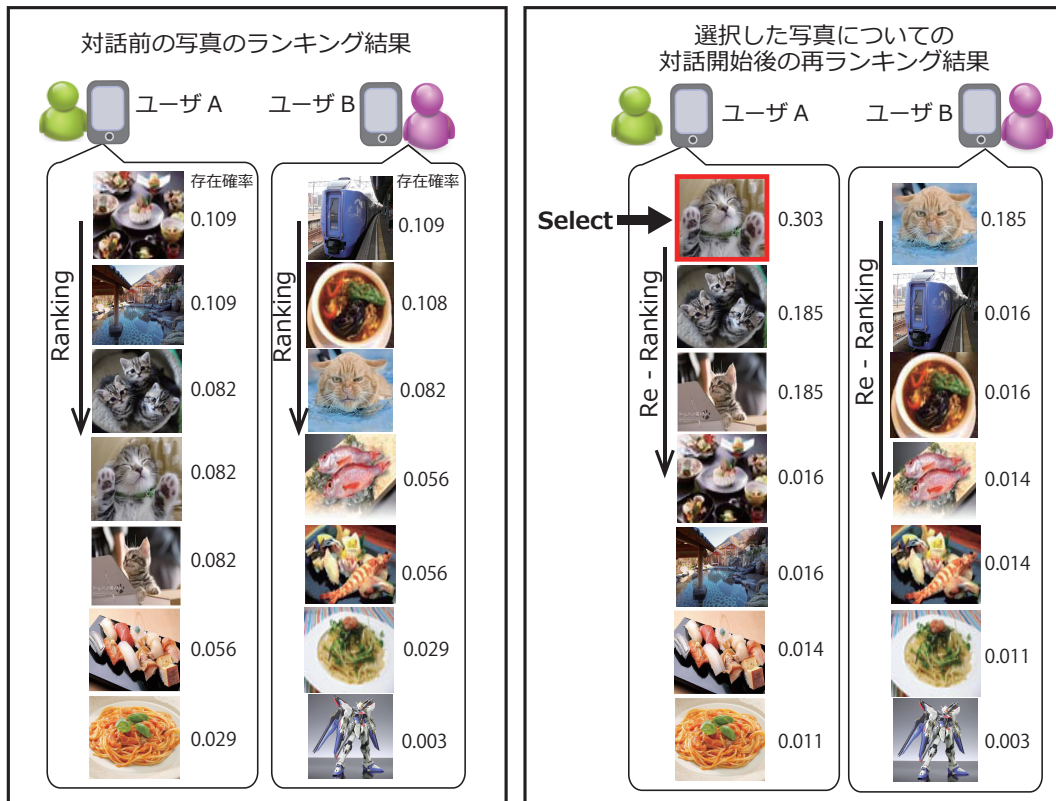 対話前の写真のランキング結果
ユーザ A
ユーザ B
存在確率
0.109
0.109
0.082
0.082
0.082
0.056
0.029
Ranking
存在確率
0.109
0.108
0.082
0.056
0.056
0.029
0.003
Ranking
選択した写真についての
対話開始後の再ランキング結果
ユーザ A
ユーザ B
Select
0.303
0.185
0.185
0.016
0.016
0.014
0.011
Re - Ranking
0.185
0.016
0.016
0.014
0.014
0.011
0.003
Re - Ranking